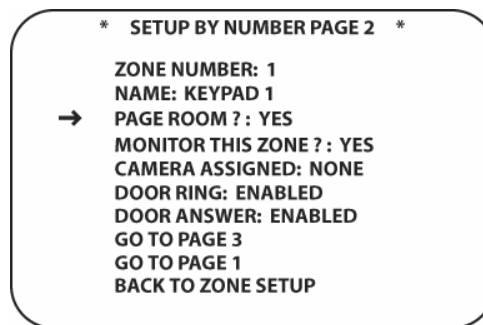 * SETUP BY NUMBER PAGE 2 *
ZONE NUMBER: 1
NAME: KEYPAD 1
➔ PAGE ROOM ? : YES
MONITOR THIS ZONE ? : YES
CAMERA ASSIGNED: NONE
DOOR RING: ENABLED
DOOR ANSWER: ENABLED
GO TO PAGE 3
GO TO PAGE 1
BACK TO ZONE SETUP